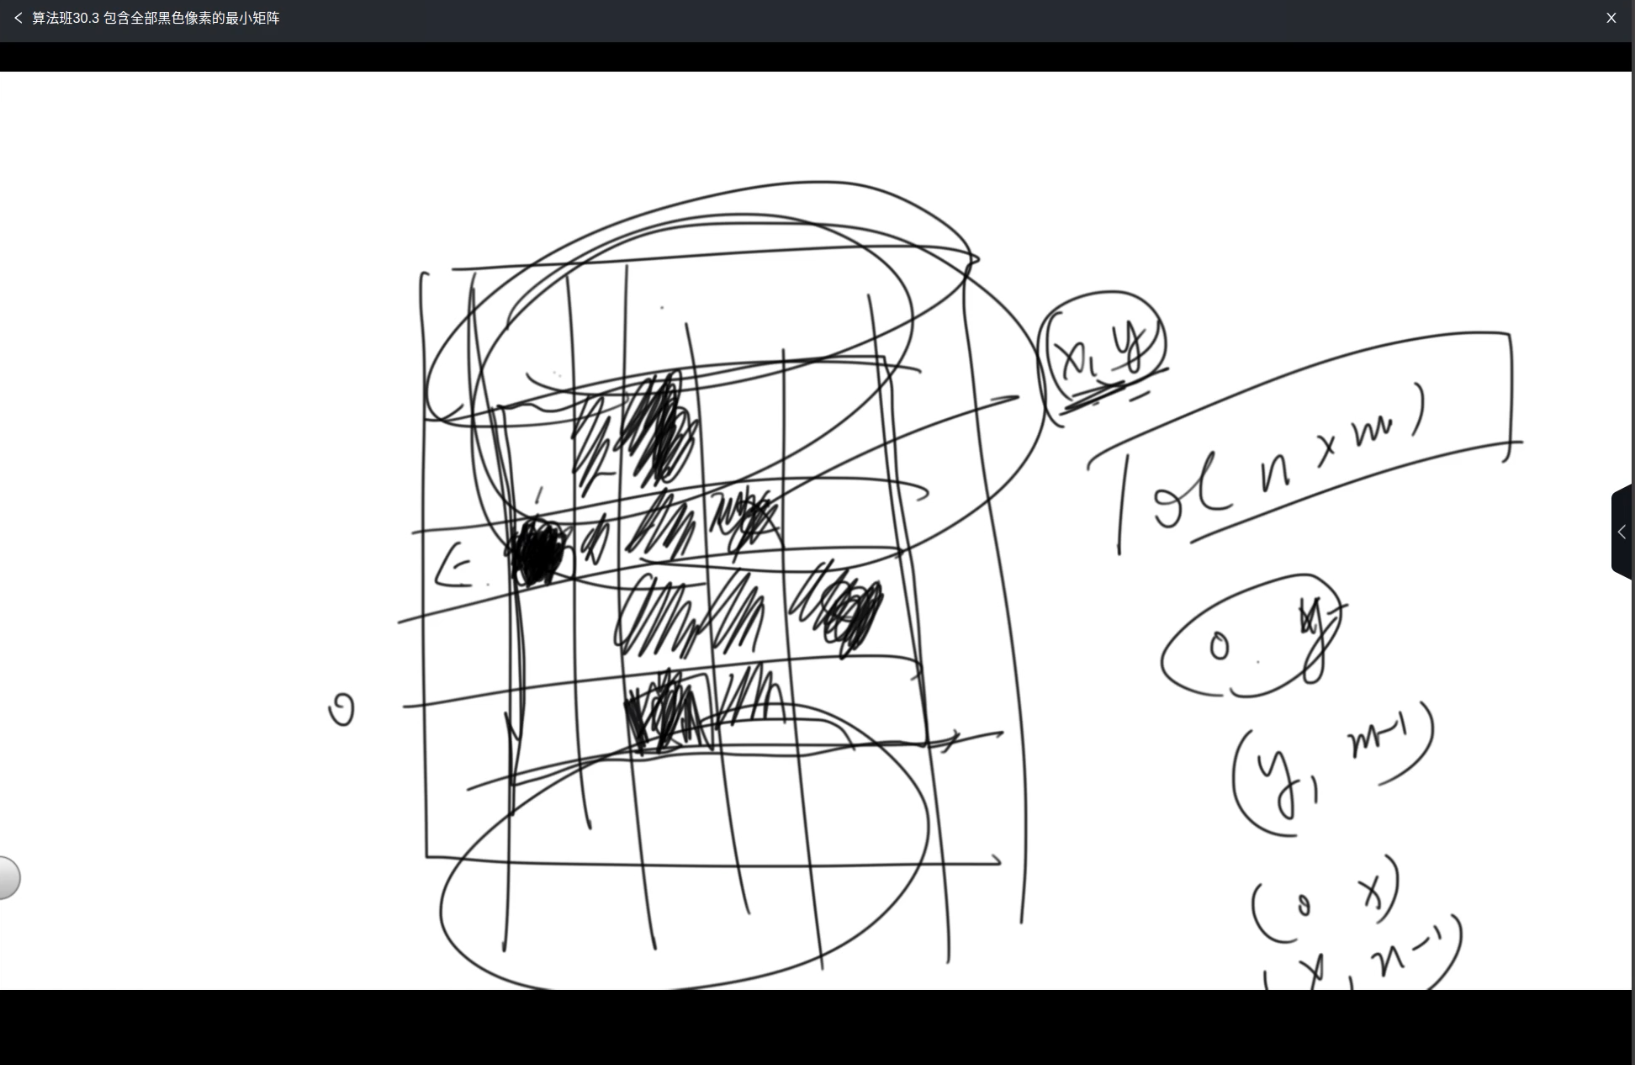 算法班30.3 包含全部黑色像素的最小矩阵
(x, y)
n × m)
E
0 y
0
(y, m-1)
(0 x)
(x, n-1)